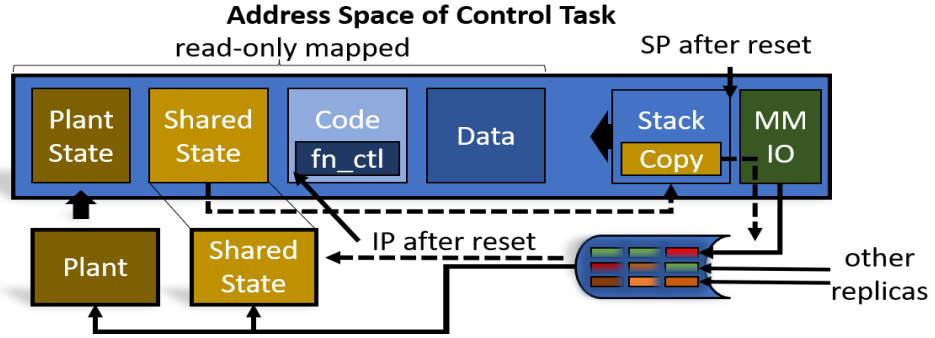 Address Space of Control Task
read-only mapped
SP after reset
Plant
State
Shared
State
Code
fn_ctl
Data
Stack
Copy
MM
IO
Plant
Shared
State
IP after reset
other
replicas